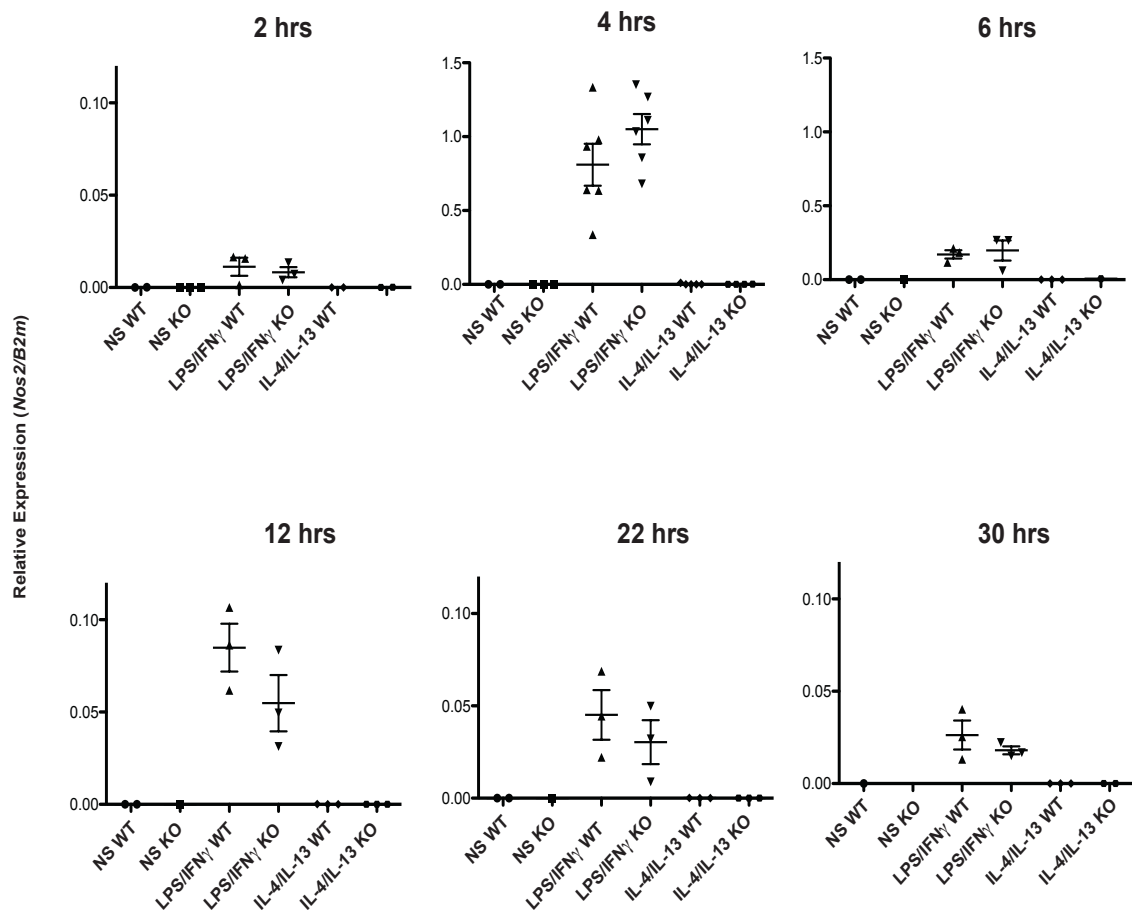 2 hrs
4 hrs
6 hrs
0.10
0.05
0.00
NS WT
NS KO
LPS/IFNγ WT
LPS/IFNγ KO
IL-4/IL-13 WT
IL-4/IL-13 KO
1.5
1.0
0.5
0.0
NS WT
NS KO
LPS/IFNγ WT
LPS/IFNγ KO
IL-4/IL-13 WT
IL-4/IL-13 KO
1.5
1.0
0.5
0.0
NS WT
NS KO
LPS/IFNγ WT
LPS/IFNγ KO
IL-4/IL-13 WT
IL-4/IL-13 KO
Relative Expression (Nos2/B2m)
12 hrs
22 hrs
30 hrs
0.10
0.05
0.00
NS WT
NS KO
LPS/IFNγ WT
LPS/IFNγ KO
IL-4/IL-13 WT
IL-4/IL-13 KO
0.10
0.05
0.00
NS WT
NS KO
LPS/IFNγ WT
LPS/IFNγ KO
IL-4/IL-13 WT
IL-4/IL-13 KO
0.10
0.05
0.00
NS WT
NS KO
LPS/IFNγ WT
LPS/IFNγ KO
IL-4/IL-13 WT
IL-4/IL-13 KO